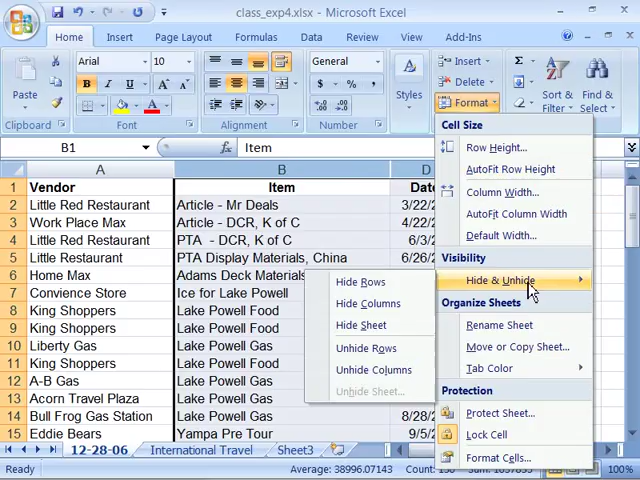 class_exp4.xlsx - Microsoft Excel
Home Insert Page Layout Formulas Data Review View Add-Ins
Paste
Clipboard
Arial 10
B I U A A
A
Font
Alignment
General
$ % ,
Number
Styles
Insert
Delete
Format
Σ
Sort & Filter
Find & Select
B1 fx Item
A B D
1 Vendor Item Date
2 Little Red Restaurant Article - Mr Deals 3/22/2
3 Work Place Max Article - DCR, K of C 4/22/2
4 Little Red Restaurant PTA - DCR, K of C 6/3/2
5 Little Red Restaurant PTA Display Materials, China 6/3/2
6 Home Max Adams Deck Materials
7 Convience Store Ice for Lake Powell
8 King Shoppers Lake Powell Food
9 King Shoppers Lake Powell Food
10 Liberty Gas Lake Powell Gas
11 King Shoppers Lake Powell Food
12 A-B Gas Lake Powell Gas
13 Acorn Travel Plaza Lake Powell Gas
14 Bull Frog Gas Station Lake Powell Gas 8/28/
15 Eddie Bears Yampa Pre Tour 9/5/
Cell Size
Row Height...
AutoFit Row Height
Column Width...
AutoFit Column Width
Default Width...
Visibility
Hide & Unhide
Organize Sheets
Rename Sheet
Move or Copy Sheet...
Tab Color
Protection
Protect Sheet...
Lock Cell
Format Cells...
Hide Rows
Hide Columns
Hide Sheet
Unhide Rows
Unhide Columns
Unhide Sheet...
12-28-06 International Travel Sheet3
Ready Average: 38996.07143 100%